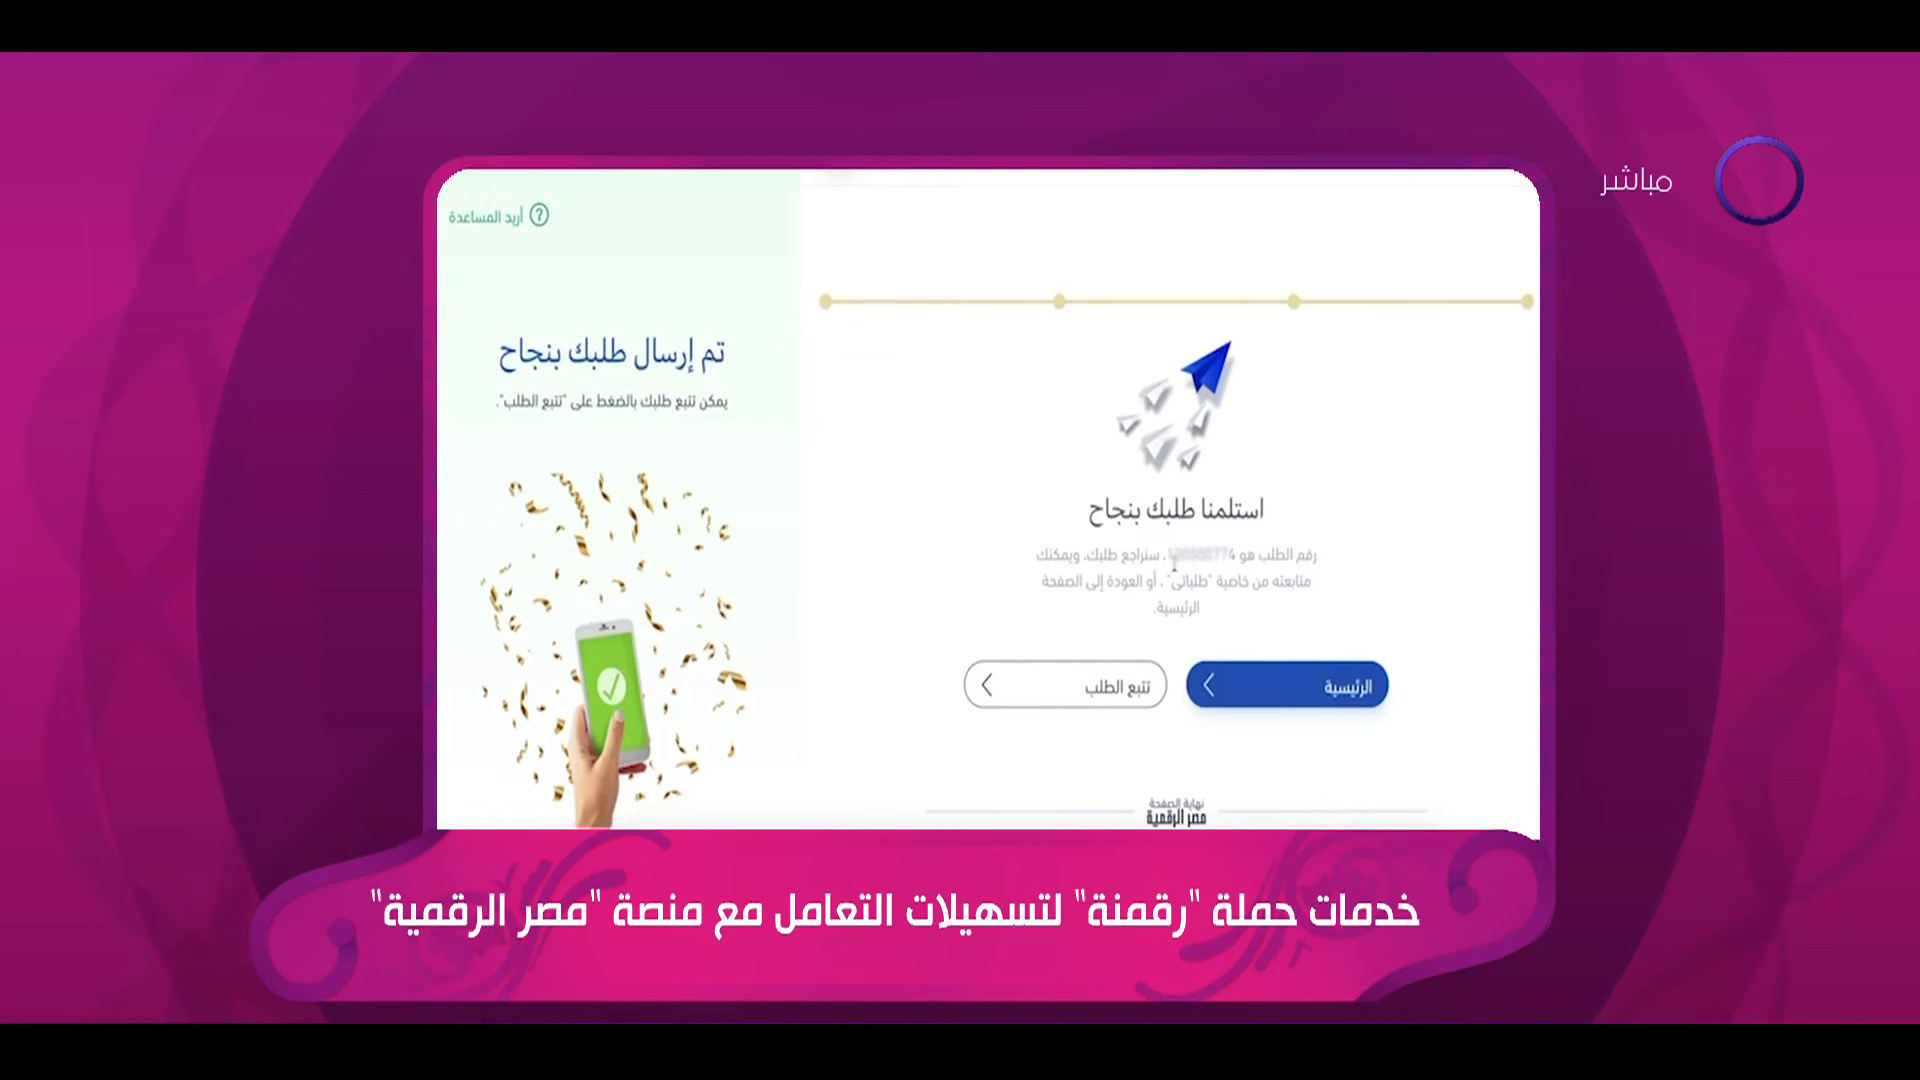 مباشر
أريد المساعدة
تم إرسال طلبك بنجاح
يمكن تتبع طلبك بالضغط على "تتبع الطلب".
استلمنا طلبك بنجاح
رقم الطلب هو ، سنراجع طلبك، ويمكنك
متابعته من خاصية "طلباتى" ، أو العودة إلى الصفحة
الرئيسية.
الرئيسية
تتبع الطلب
نهاية الصفحة
مصر الرقمية
خدمات حملة "رقمنة" لتسهيلات التعامل مع منصة "مصر الرقمية"